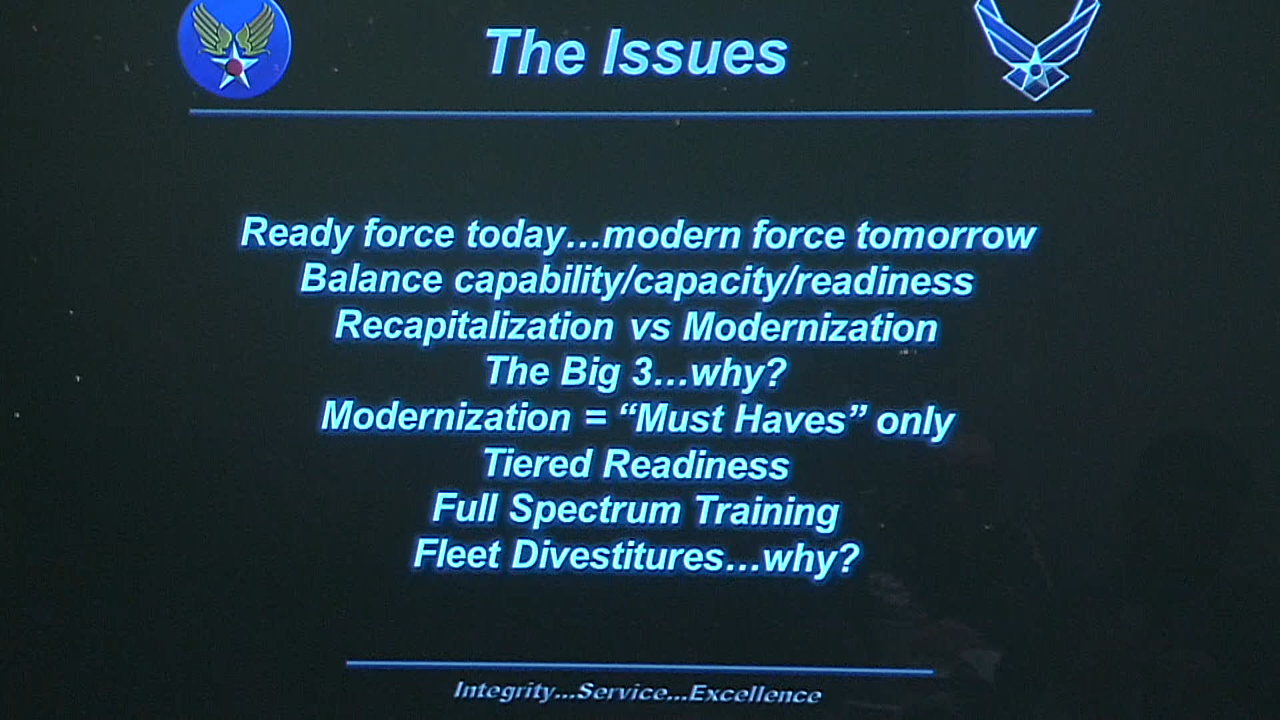 The Issues
Ready force today...modern force tomorrow
Balance capability/capacity/readiness
Recapitalization vs Modernization
The Big 3...why?
Modernization = “Must Haves” only
Tiered Readiness
Full Spectrum Training
Fleet Divestitures...why?
Integrity...Service...Excellence